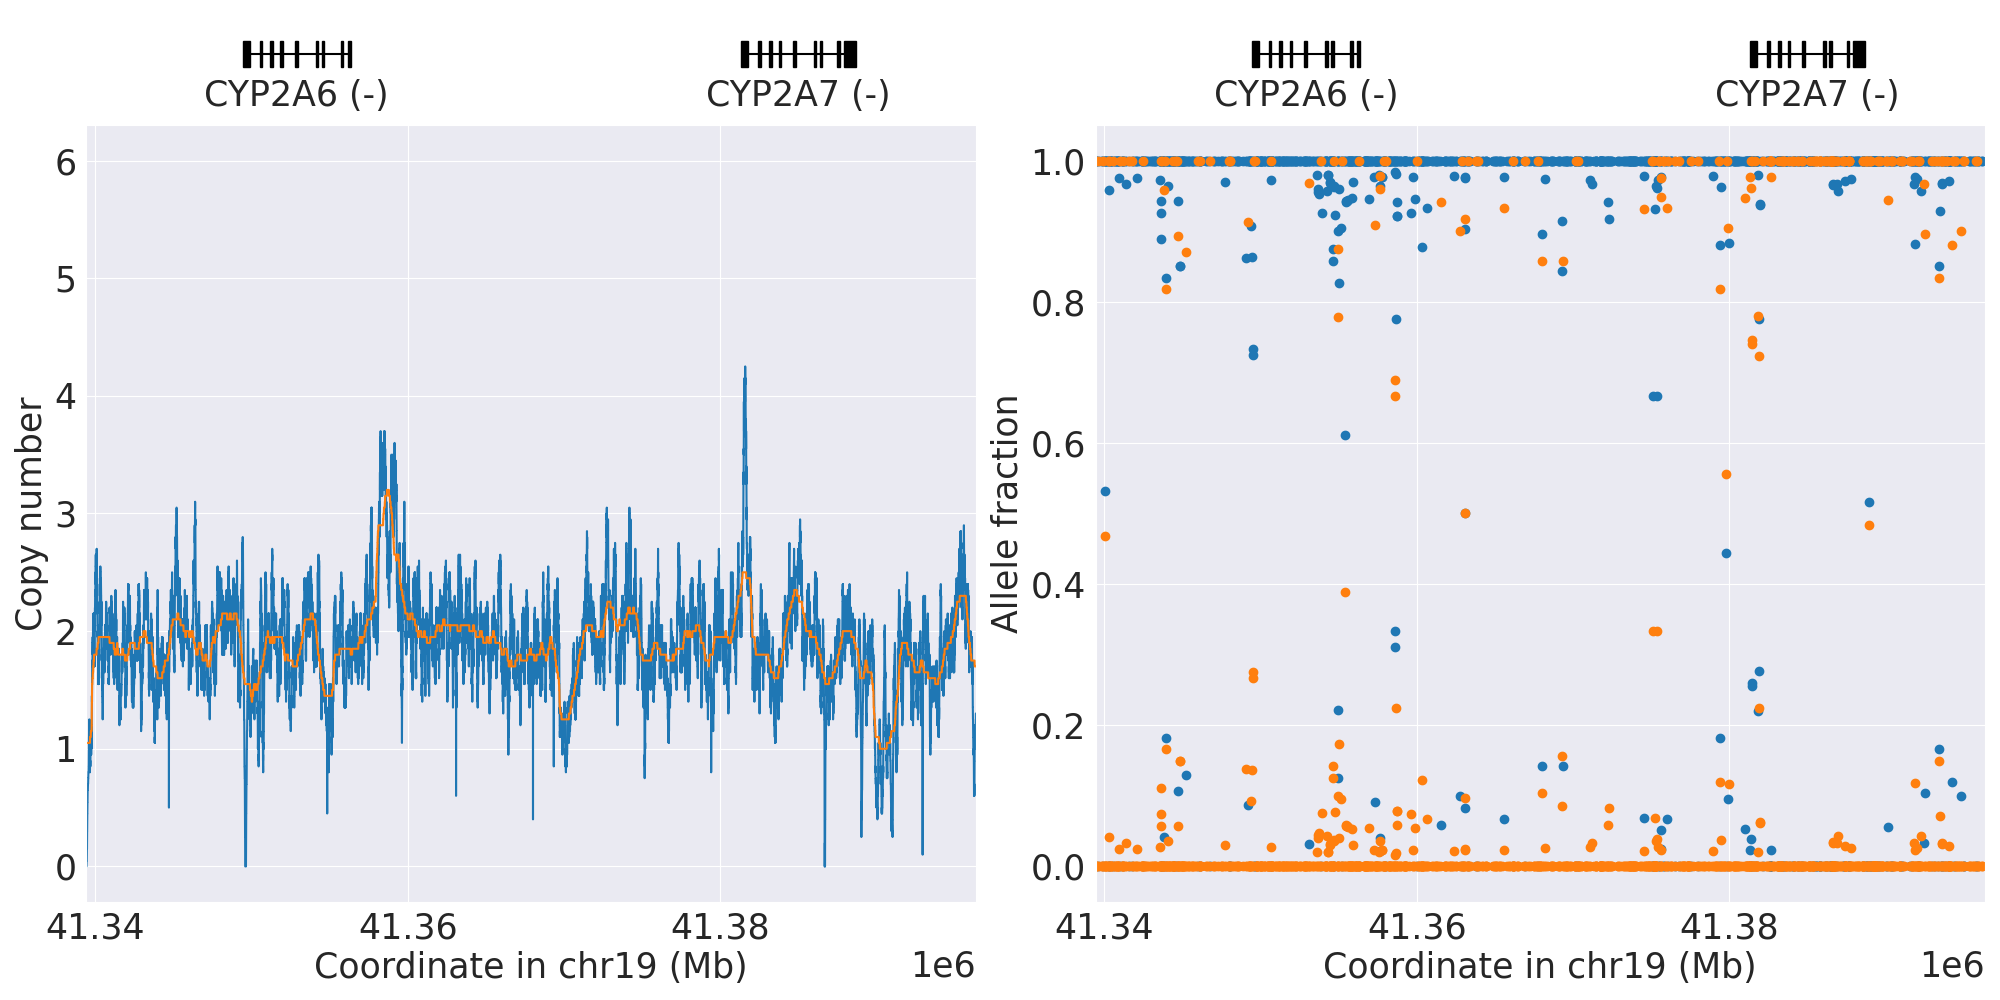 CYP2A6 (-)
CYP2A7 (-)
6
5
4
3
2
1
0
Copy number
41.34
41.36
41.38
Coordinate in chr19 (Mb)
1e6
CYP2A6 (-)
CYP2A7 (-)
1.0
0.8
0.6
0.4
0.2
0.0
Allele fraction
41.34
41.36
41.38
Coordinate in chr19 (Mb)
1e6